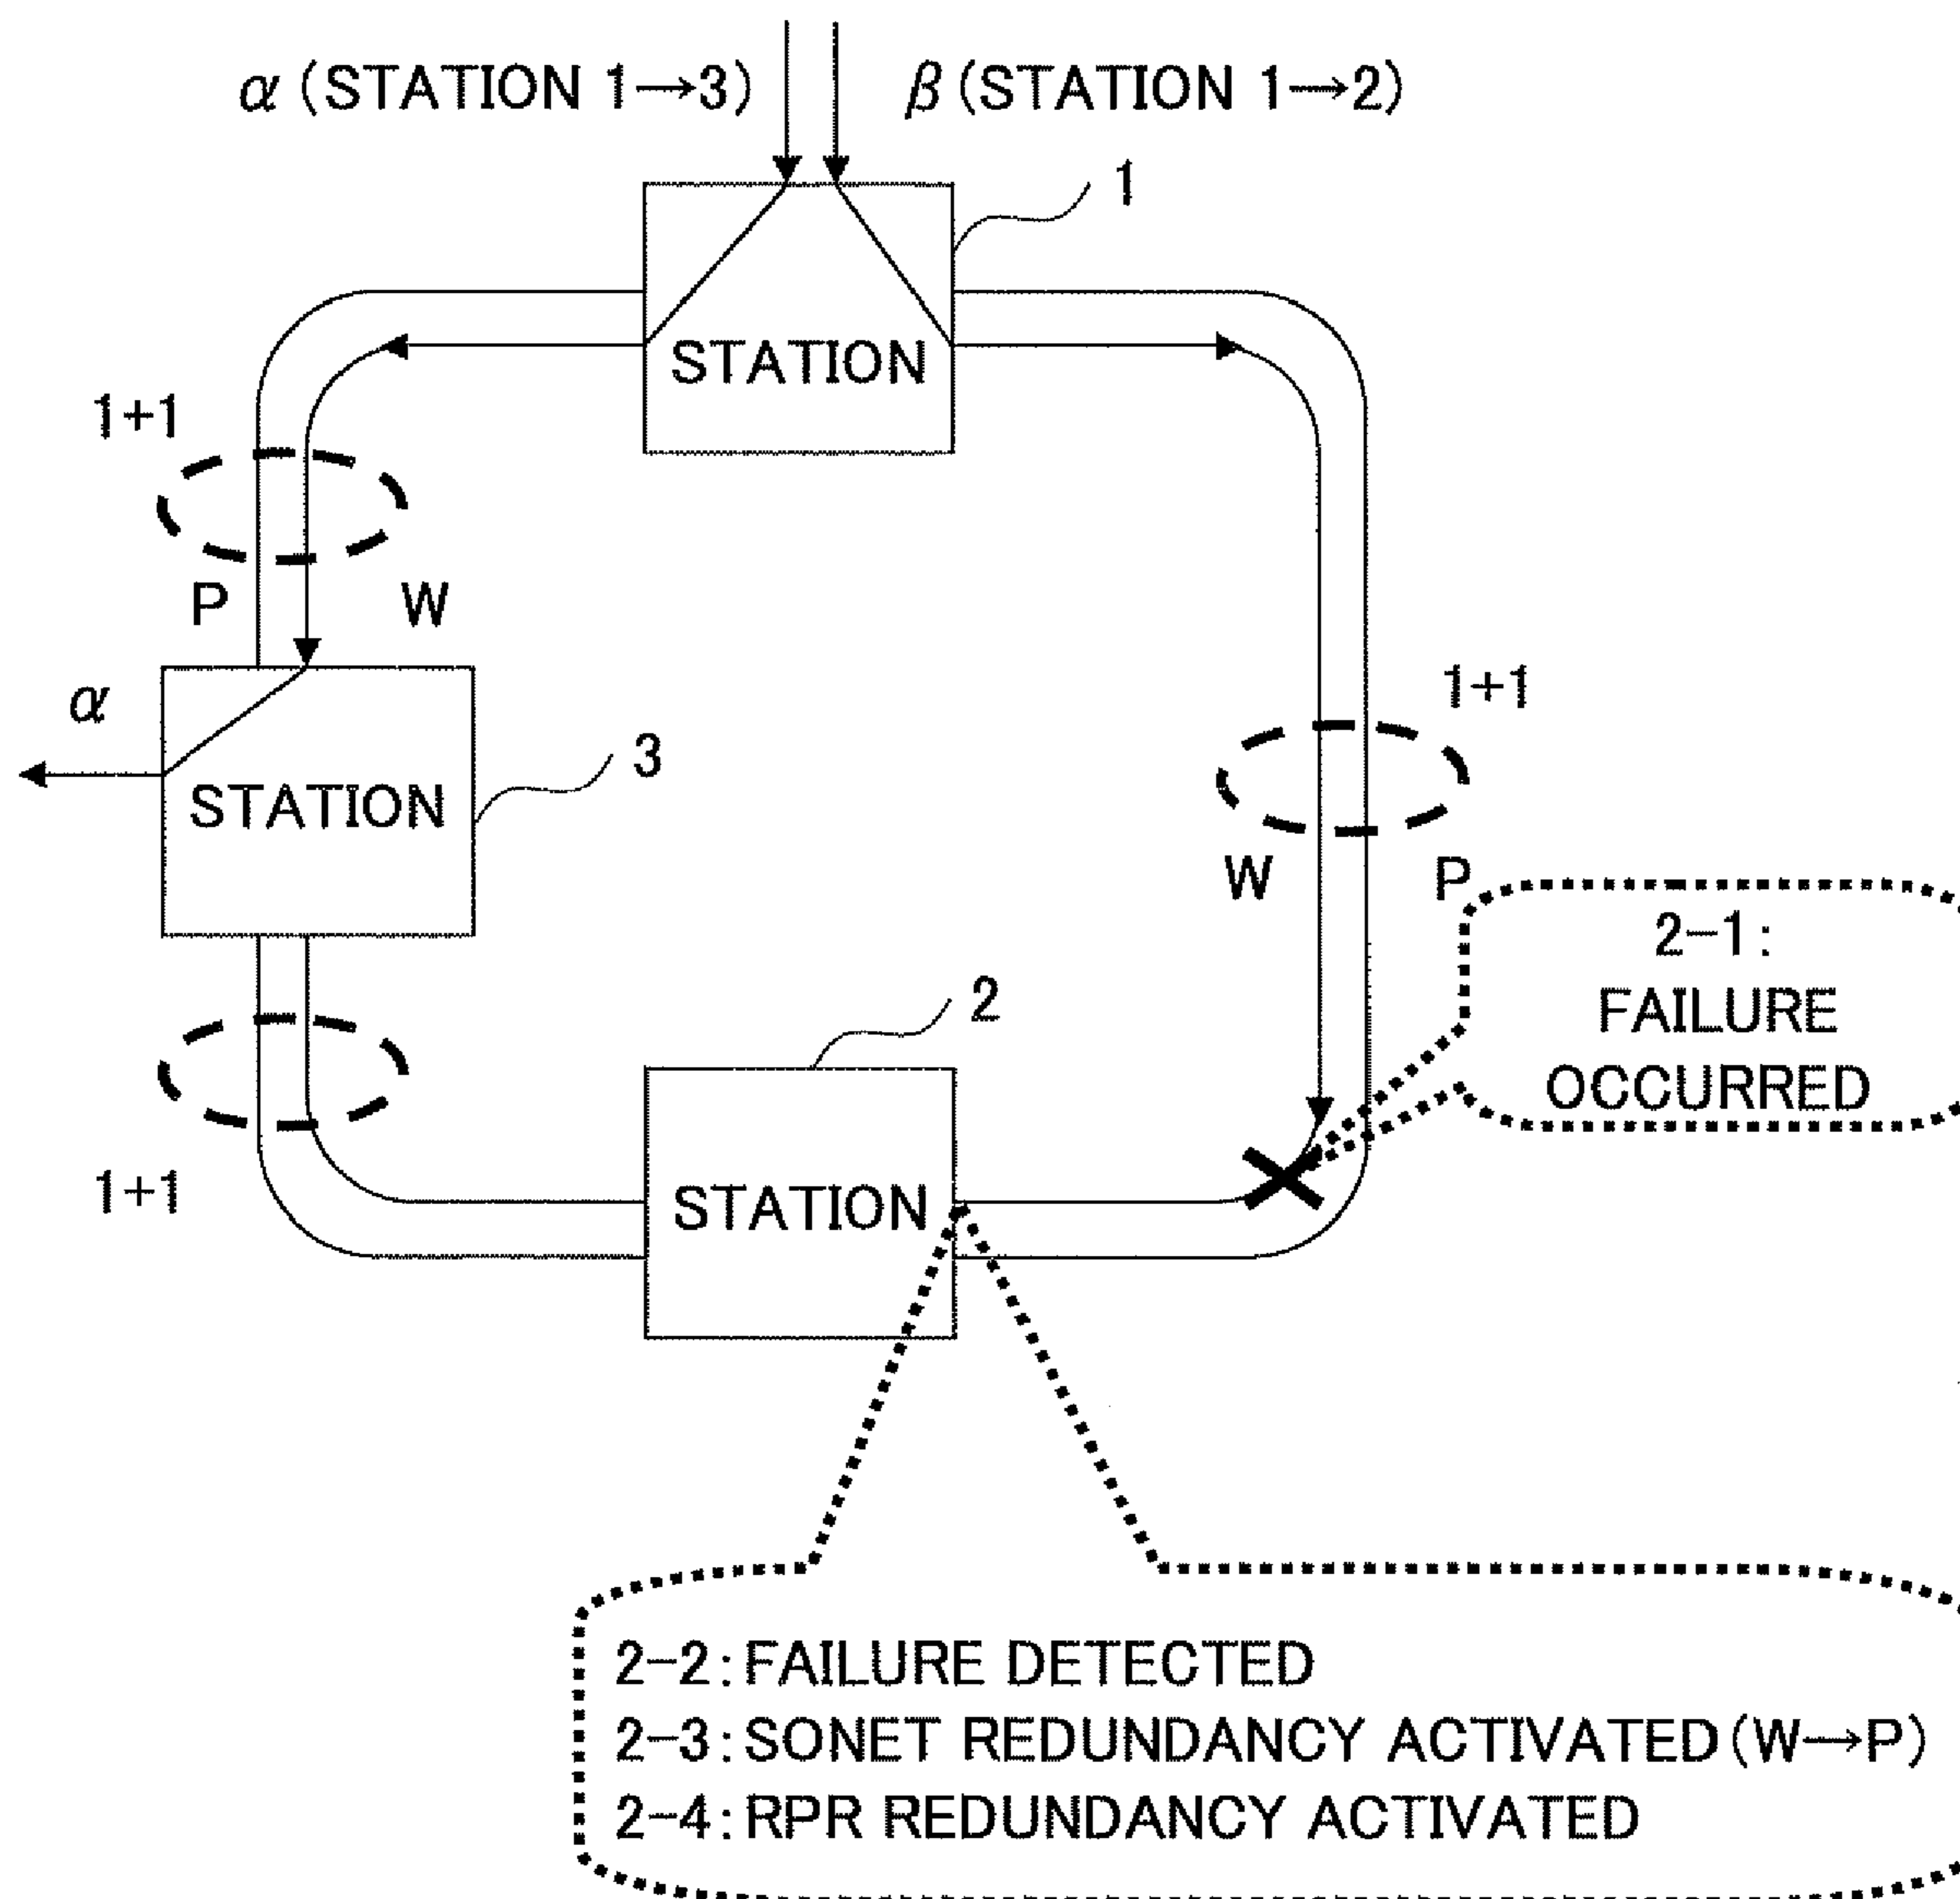 α(STATION 1→3)
β(STATION 1→2)
1
STATION
1+1
P
W
α
3
STATION
1+1
W
P
2-1:
FAILURE
OCCURRED
2
1+1
STATION
2-2:FAILURE DETECTED
2-3:SONET REDUNDANCY ACTIVATED(W→P)
2-4:RPR REDUNDANCY ACTIVATED